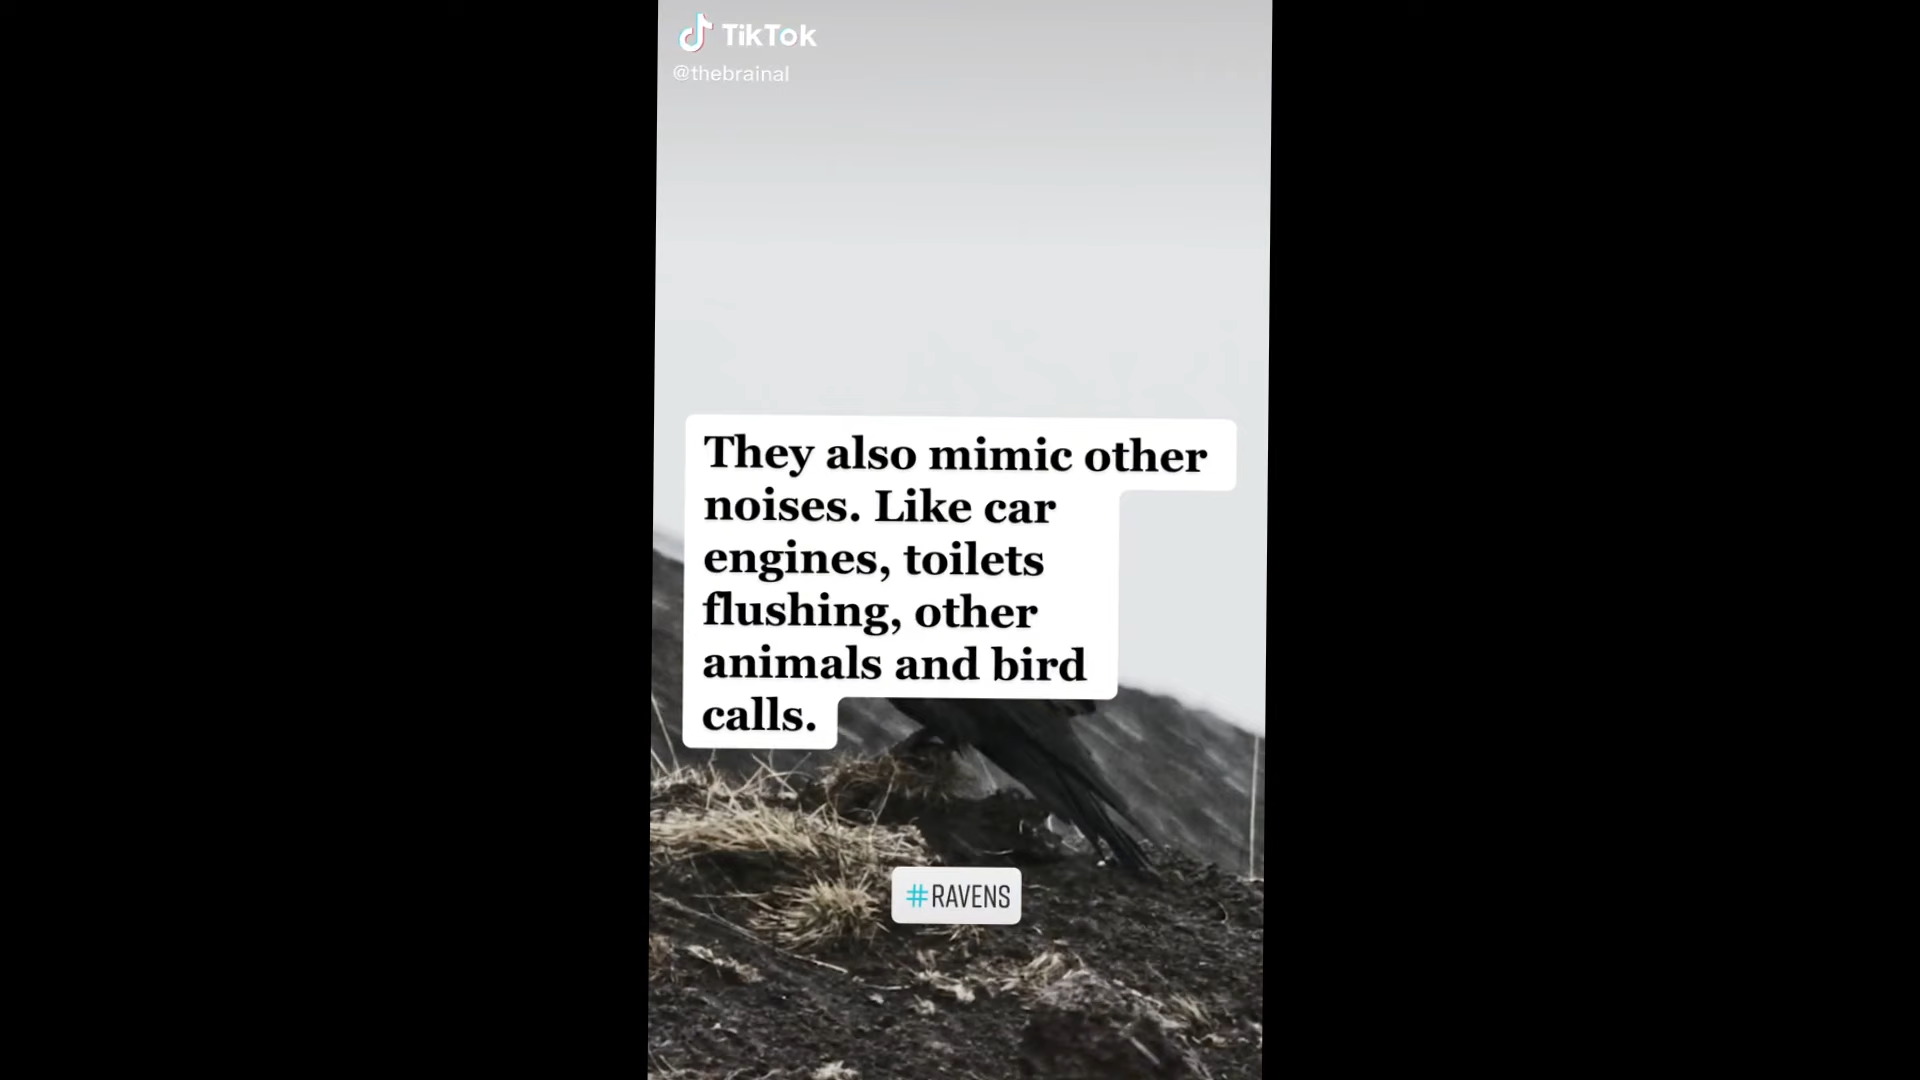 TikTok
@thebrainal
They also mimic other
noises. Like car
engines, toilets
flushing, other
animals and bird
calls.
#RAVENS